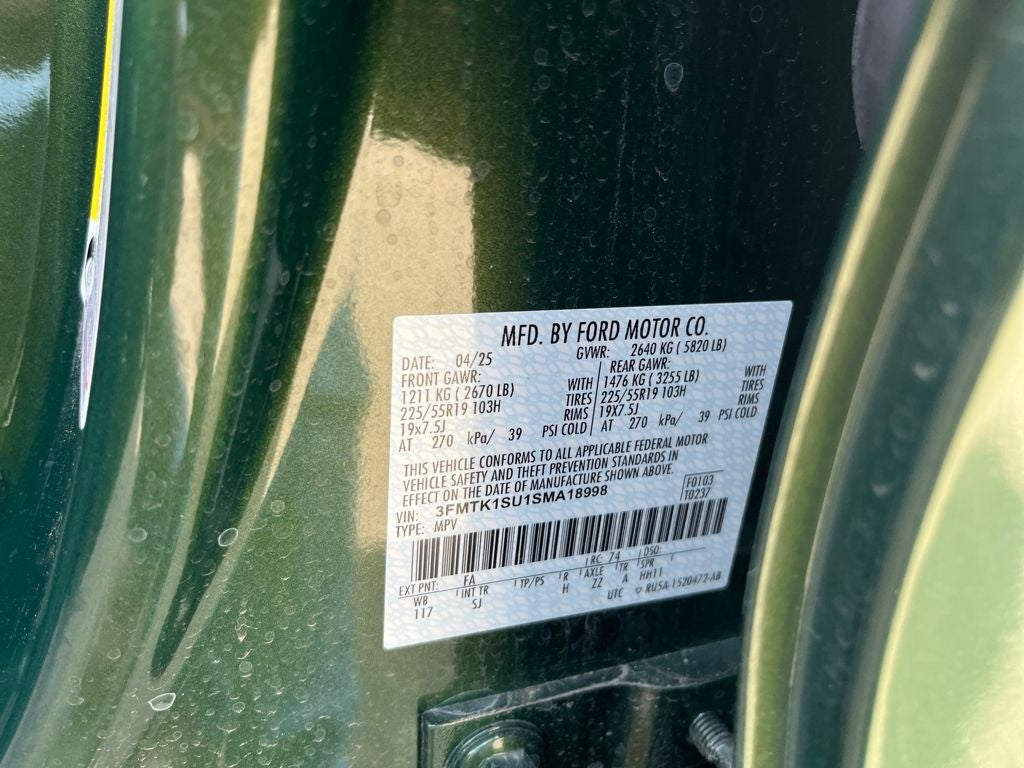 MFD. BY FORD MOTOR CO.
DATE: 04/25 GVWR: 2640 KG ( 5820 LB)
FRONT GAWR: REAR GAWR:
1211 KG ( 2670 LB) WITH 1476 KG ( 3255 LB) WITH
225/55R19 103H TIRES 225/55R19 103H TIRES
19X7.5J RIMS 19X7.5J RIMS
AT 270 kPa/ 39 PSI COLD AT 270 kPa/ 39 PSI COLD
THIS VEHICLE CONFORMS TO ALL APPLICABLE FEDERAL MOTOR
VEHICLE SAFETY AND THEFT PREVENTION STANDARDS IN
EFFECT ON THE DATE OF MANUFACTURE SHOWN ABOVE.
F0103
VIN: 3FMTK1SU1SMA18998 T0237
TYPE: MPV
EXT PNT: FA RC: 74 DSO:
WB INT TR TP/PS R AXLE TR SPR
117 SJ H ZZ A HH11
UTC ▽ RU5A-1520472-AB